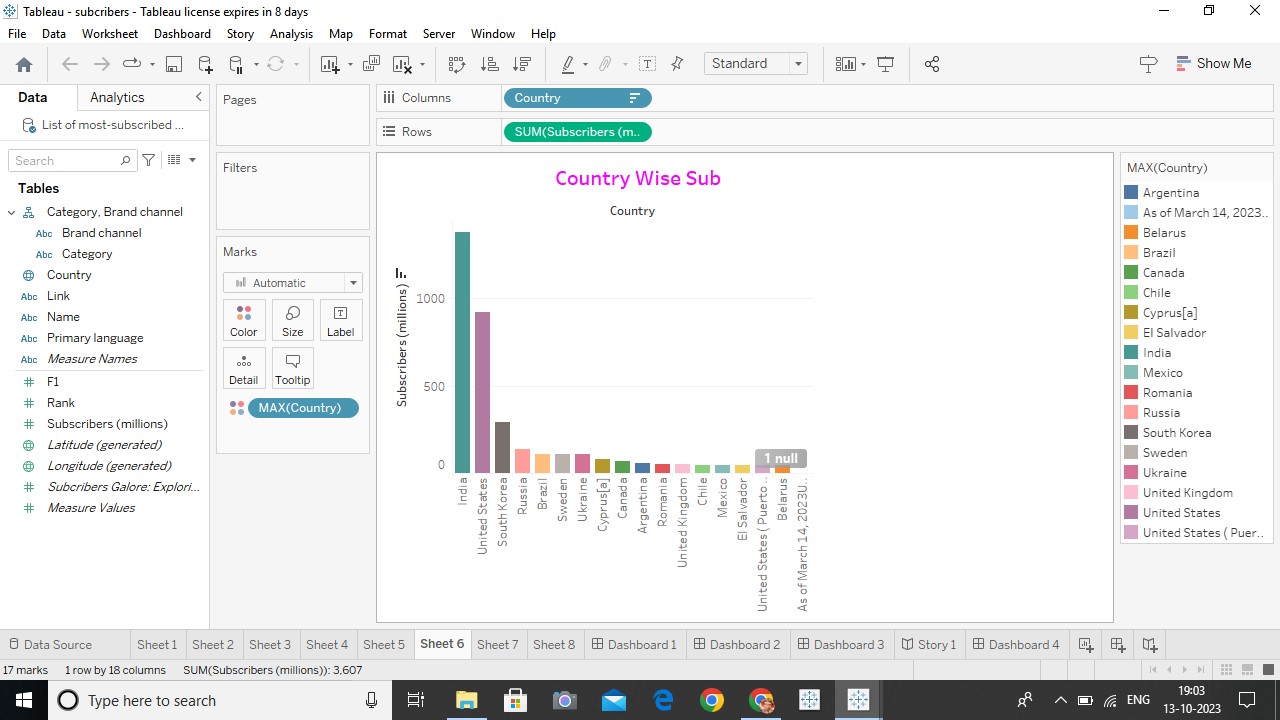 Tableau - subcribers - Tableau license expires in 8 days
File Data Worksheet Dashboard Story Analysis Map Format Server Window Help
Standard
Show Me
Data Analytics
List of most-subscribed ...
Search
Tables
Category, Brand channel
Abc Brand channel
Abc Category
Country
Abc Link
Abc Name
Abc Primary language
Abc Measure Names
F1
Rank
Subscribers (millions)
Latitude (generated)
Longitude (generated)
Subcribers Galore: Explori...
Measure Values
Pages
Filters
Marks
Automatic
Color Size Label
Detail Tooltip
MAX(Country)
Columns Country
Rows SUM(Subscribers (m..
Country Wise Sub
Country
Subscribers (millions)
1000
500
0
1 null
India
United States
South Korea
Russia
Brazil
Sweden
Ukraine
Cyprus[a]
Canada
Argentina
Romania
United Kingdom
Chile
Mexico
El Salvador
United States ( Puerto ..
Belarus
As of March 14, 2023U..
MAX(Country)
Argentina
As of March 14, 2023..
Belarus
Brazil
Canada
Chile
Cyprus[a]
El Salvador
India
Mexico
Romania
Russia
South Korea
Sweden
Ukraine
United Kingdom
United States
United States ( Puer..
Data Source Sheet 1 Sheet 2 Sheet 3 Sheet 4 Sheet 5 Sheet 6 Sheet 7 Sheet 8 Dashboard 1 Dashboard 2 Dashboard 3 Story 1 Dashboard 4
17 marks 1 row by 18 columns SUM(Subscribers (millions)): 3,607
Type here to search
ENG
19:03
13-10-2023